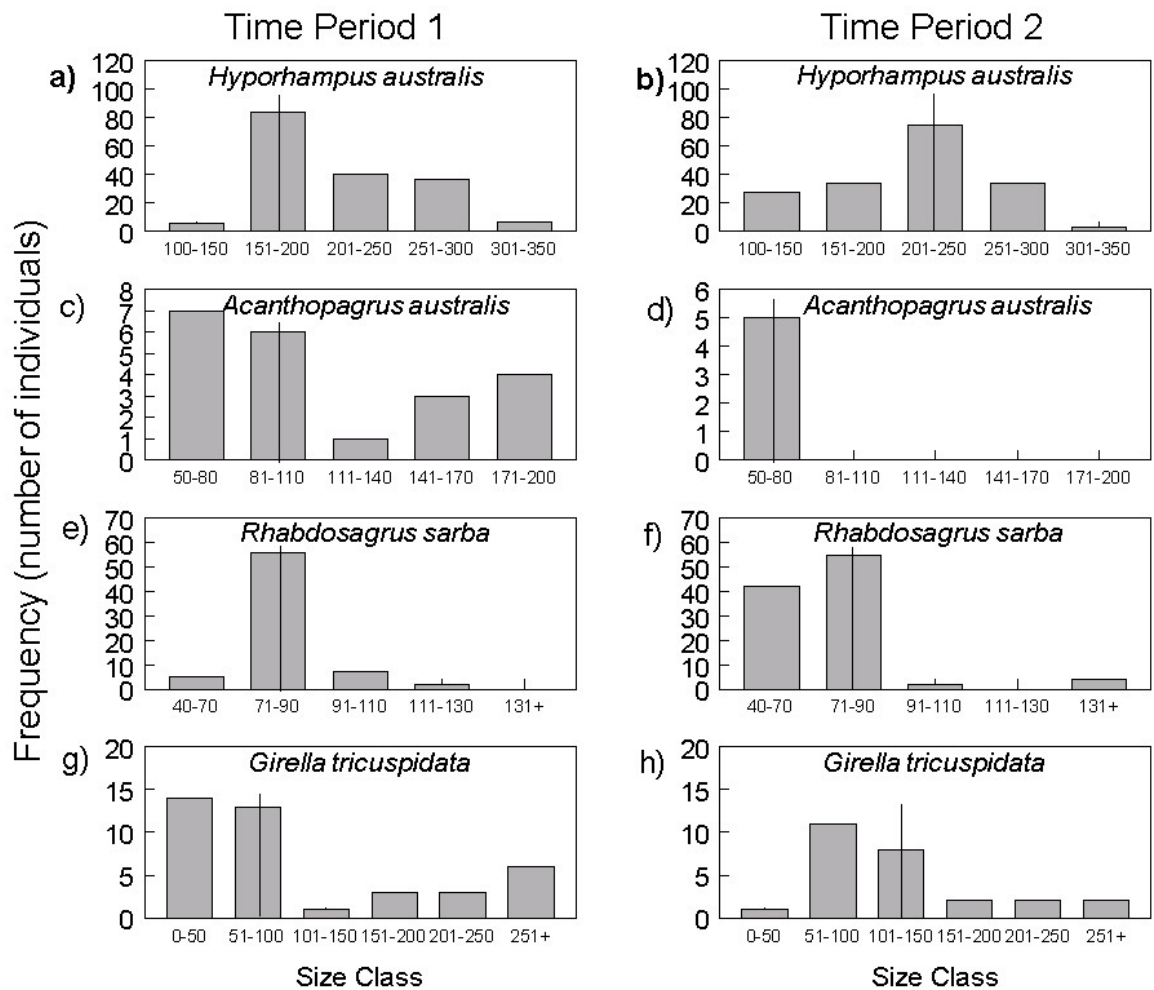 Time Period 1
Time Period 2
Frequency (number of individuals)
a)
Hyporhampus australis
120
100
80
60
40
20
0
100-150 151-200 201-250 251-300 301-350
b)
Hyporhampus australis
120
100
80
60
40
20
0
100-150 151-200 201-250 251-300 301-350
c)
Acanthopagrus australis
8
7
6
5
4
3
2
1
0
50-80 81-110 111-140 141-170 171-200
d)
Acanthopagrus australis
6
5
4
3
2
1
0
50-80 81-110 111-140 141-170 171-200
e)
Rhabdosagrus sarba
70
60
50
40
30
20
10
0
40-70 71-90 91-110 111-130 131+
f)
Rhabdosagrus sarba
70
60
50
40
30
20
10
0
40-70 71-90 91-110 111-130 131+
g)
Girella tricuspidata
20
15
10
5
0
0-50 51-100 101-150 151-200 201-250 251+
Size Class
h)
Girella tricuspidata
20
15
10
5
0
0-50 51-100 101-150 151-200 201-250 251+
Size Class